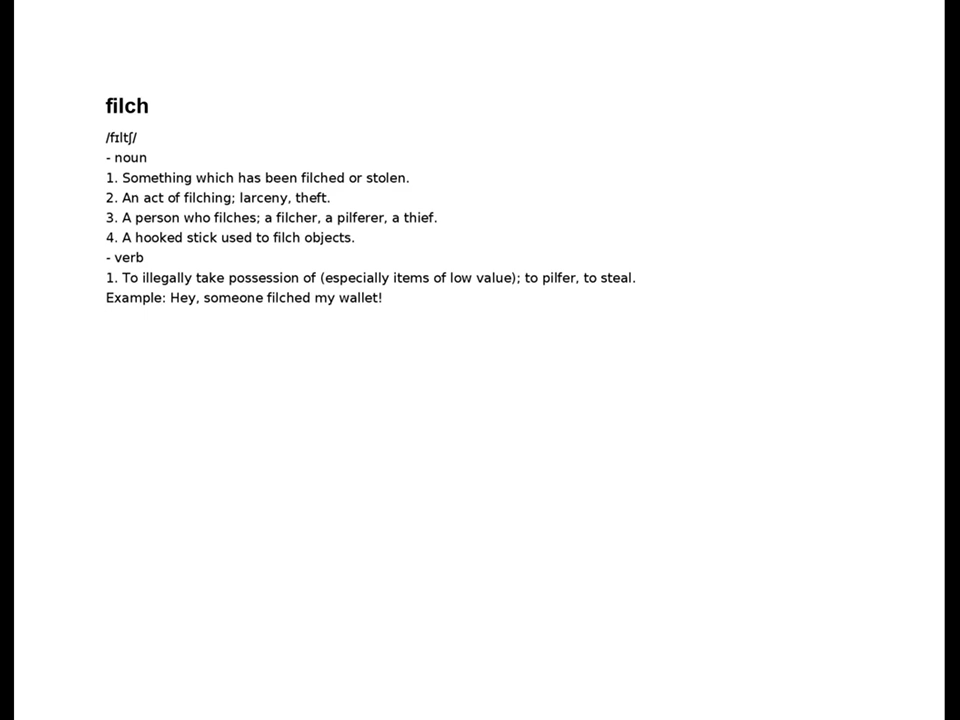 filch
/fɪltʃ/
- noun
1. Something which has been filched or stolen.
2. An act of filching; larceny, theft.
3. A person who filches; a filcher, a pilferer, a thief.
4. A hooked stick used to filch objects.
- verb
1. To illegally take possession of (especially items of low value); to pilfer, to steal.
Example: Hey, someone filched my wallet!